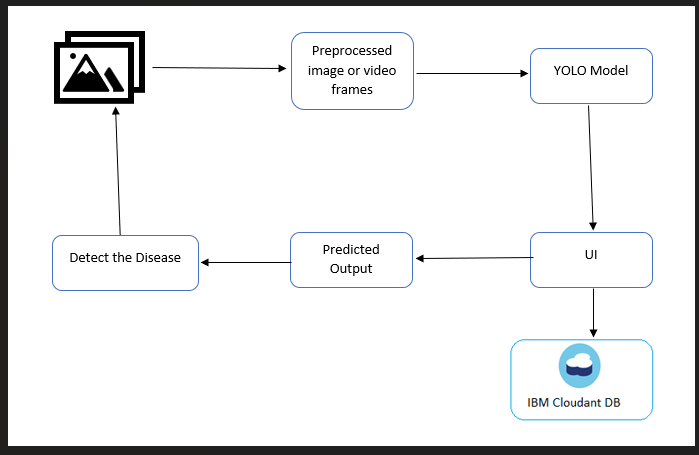 Preprocessed
image or video
frames
YOLO Model
Detect the Disease
Predicted
Output
UI
IBM Cloudant DB